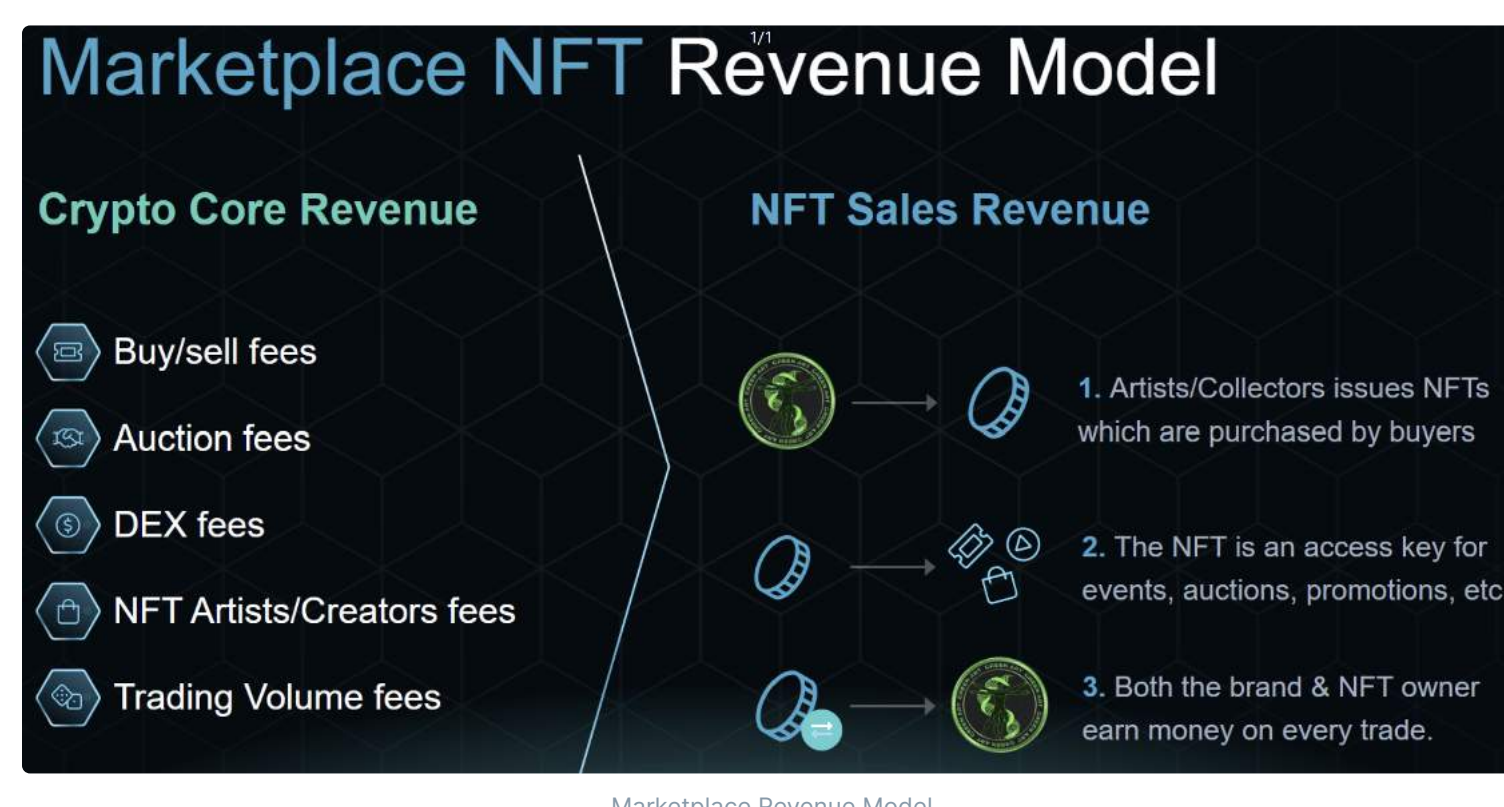 Marketplace NFT Revenue Model
1/1
Crypto Core Revenue
Buy/sell fees
Auction fees
DEX fees
NFT Artists/Creators fees
Trading Volume fees
NFT Sales Revenue
1. Artists/Collectors issues NFTs
which are purchased by buyers
2. The NFT is an access key for
events, auctions, promotions, etc
3. Both the brand & NFT owner
earn money on every trade.
Marketplace Revenue Model